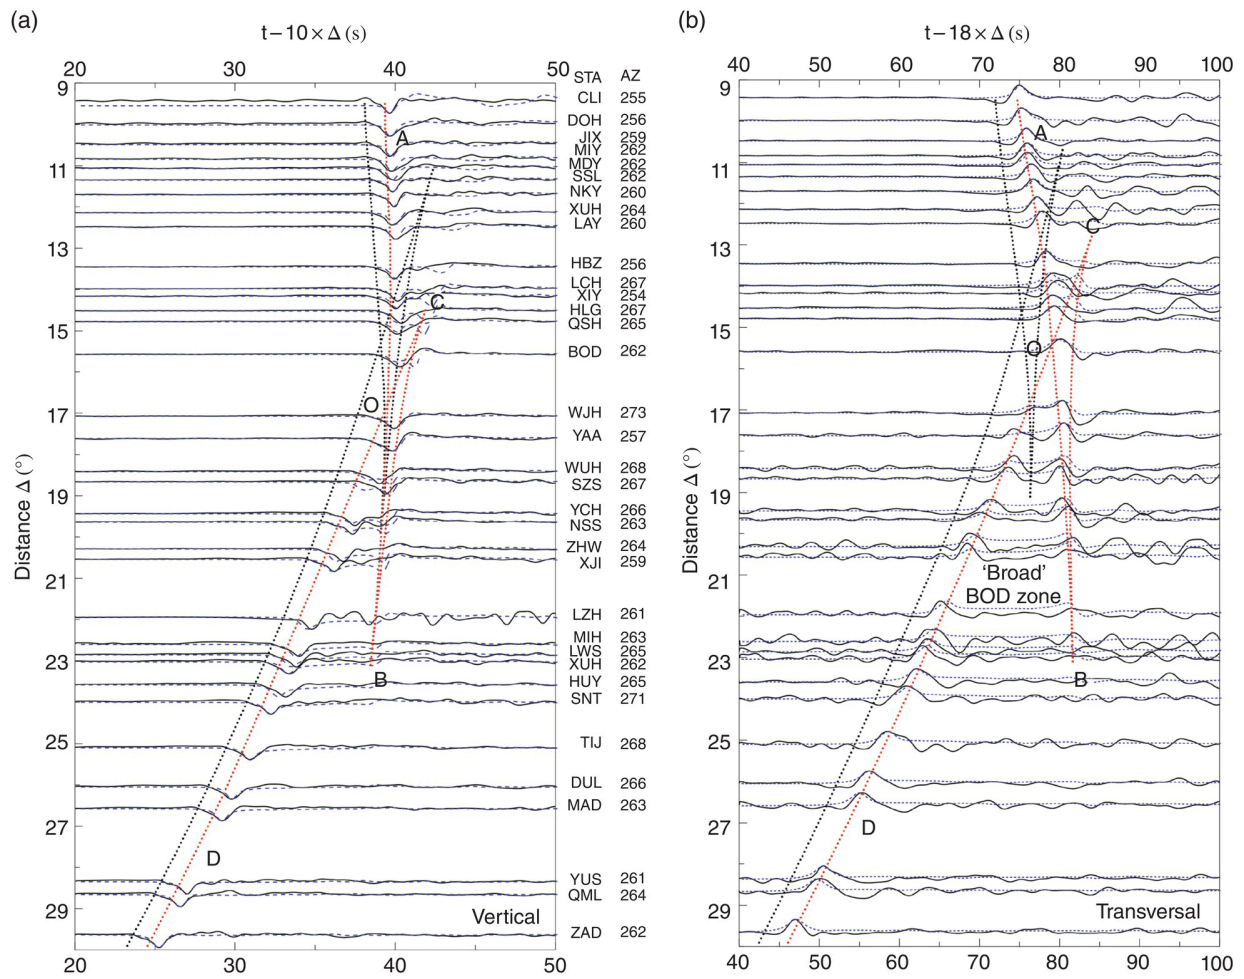 (a)
(b)
t – 10 × Δ (s)
t – 18 × Δ (s)
20 30 40 50 STA AZ
40 50 60 70 80 90 100
9
11
13
15
17
19
21
23
25
27
29
Distance Δ (°)
CLI 255
DOH 256
JIX 259
MIY 262
MDY 262
SSL 262
NKY 260
XUH 264
LAY 260
HBZ 256
LCH 267
XIY 254
HLG 267
QSH 265
BOD 262
WJH 273
YAA 257
WUH 268
SZS 267
YCH 266
NSS 263
ZHW 264
XJI 259
LZH 261
MIH 263
LWS 265
XUH 262
HUY 265
SNT 271
TIJ 268
DUL 266
MAD 263
YUS 261
QML 264
ZAD 262
A
C
O
B
D
Vertical
20 30 40 50
9
11
13
15
17
19
21
23
25
27
29
Distance Δ (°)
A
C
O
'Broad'
BOD zone
B
D
Transversal
40 50 60 70 80 90 100